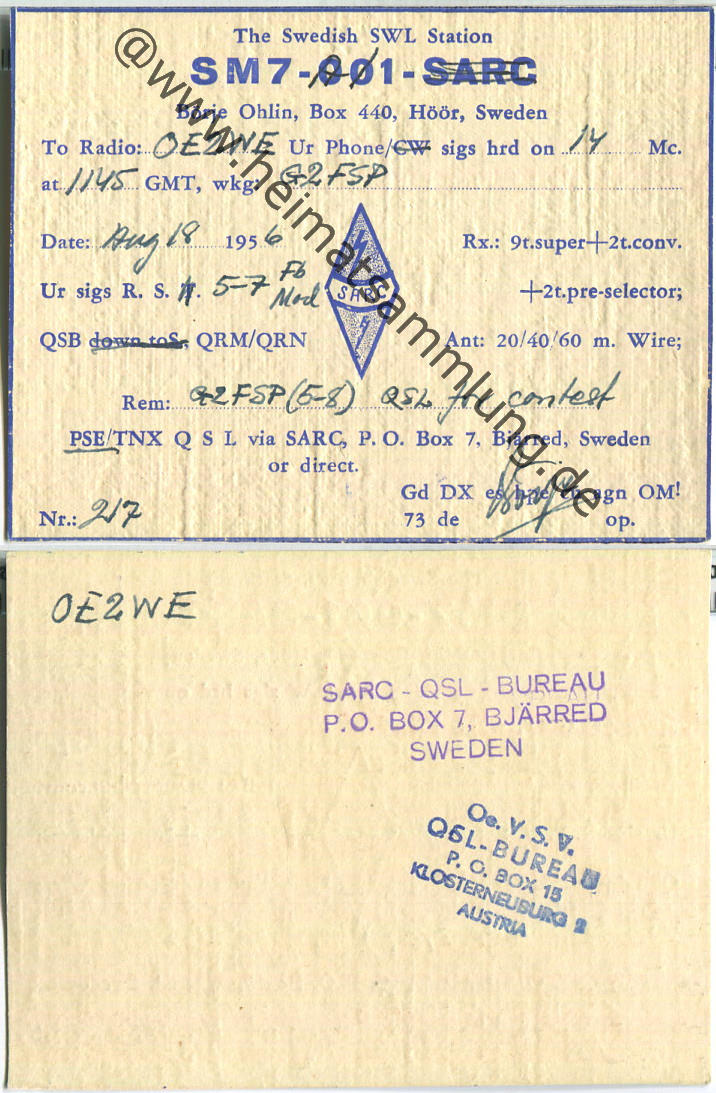 The Swedish SWL Station
SM7-001-SARC
Börje Ohlin, Box 440, Höör, Sweden
To Radio: OE2WE Ur Phone/CW sigs hrd on 14 Mc.
at 1145 GMT, wkg: G2FSP
Date: Aug 18 1956 Rx.: 9t.super+2t.conv.
Ur sigs R. S. T. 5-7 Fb Mod +2t.pre-selector;
SARC
QSB down toS, QRM/QRN Ant: 20/40/60 m. Wire;
Rem: G2FSP (5-8) QSL for contest
PSE/TNX Q S L via SARC, P. O. Box 7, Bjärred, Sweden
or direct.
Gd DX es hpe cu agn OM!
Nr.: 217 73 de op.
@www.heimatsammlung.de
OE2WE
SARC - QSL - BUREAU
P.O. BOX 7, BJÄRRED
SWEDEN
Oe. V. S. V.
QSL-BUREAU
P. O. BOX 15
KLOSTERNEUBURG 2
AUSTRIA